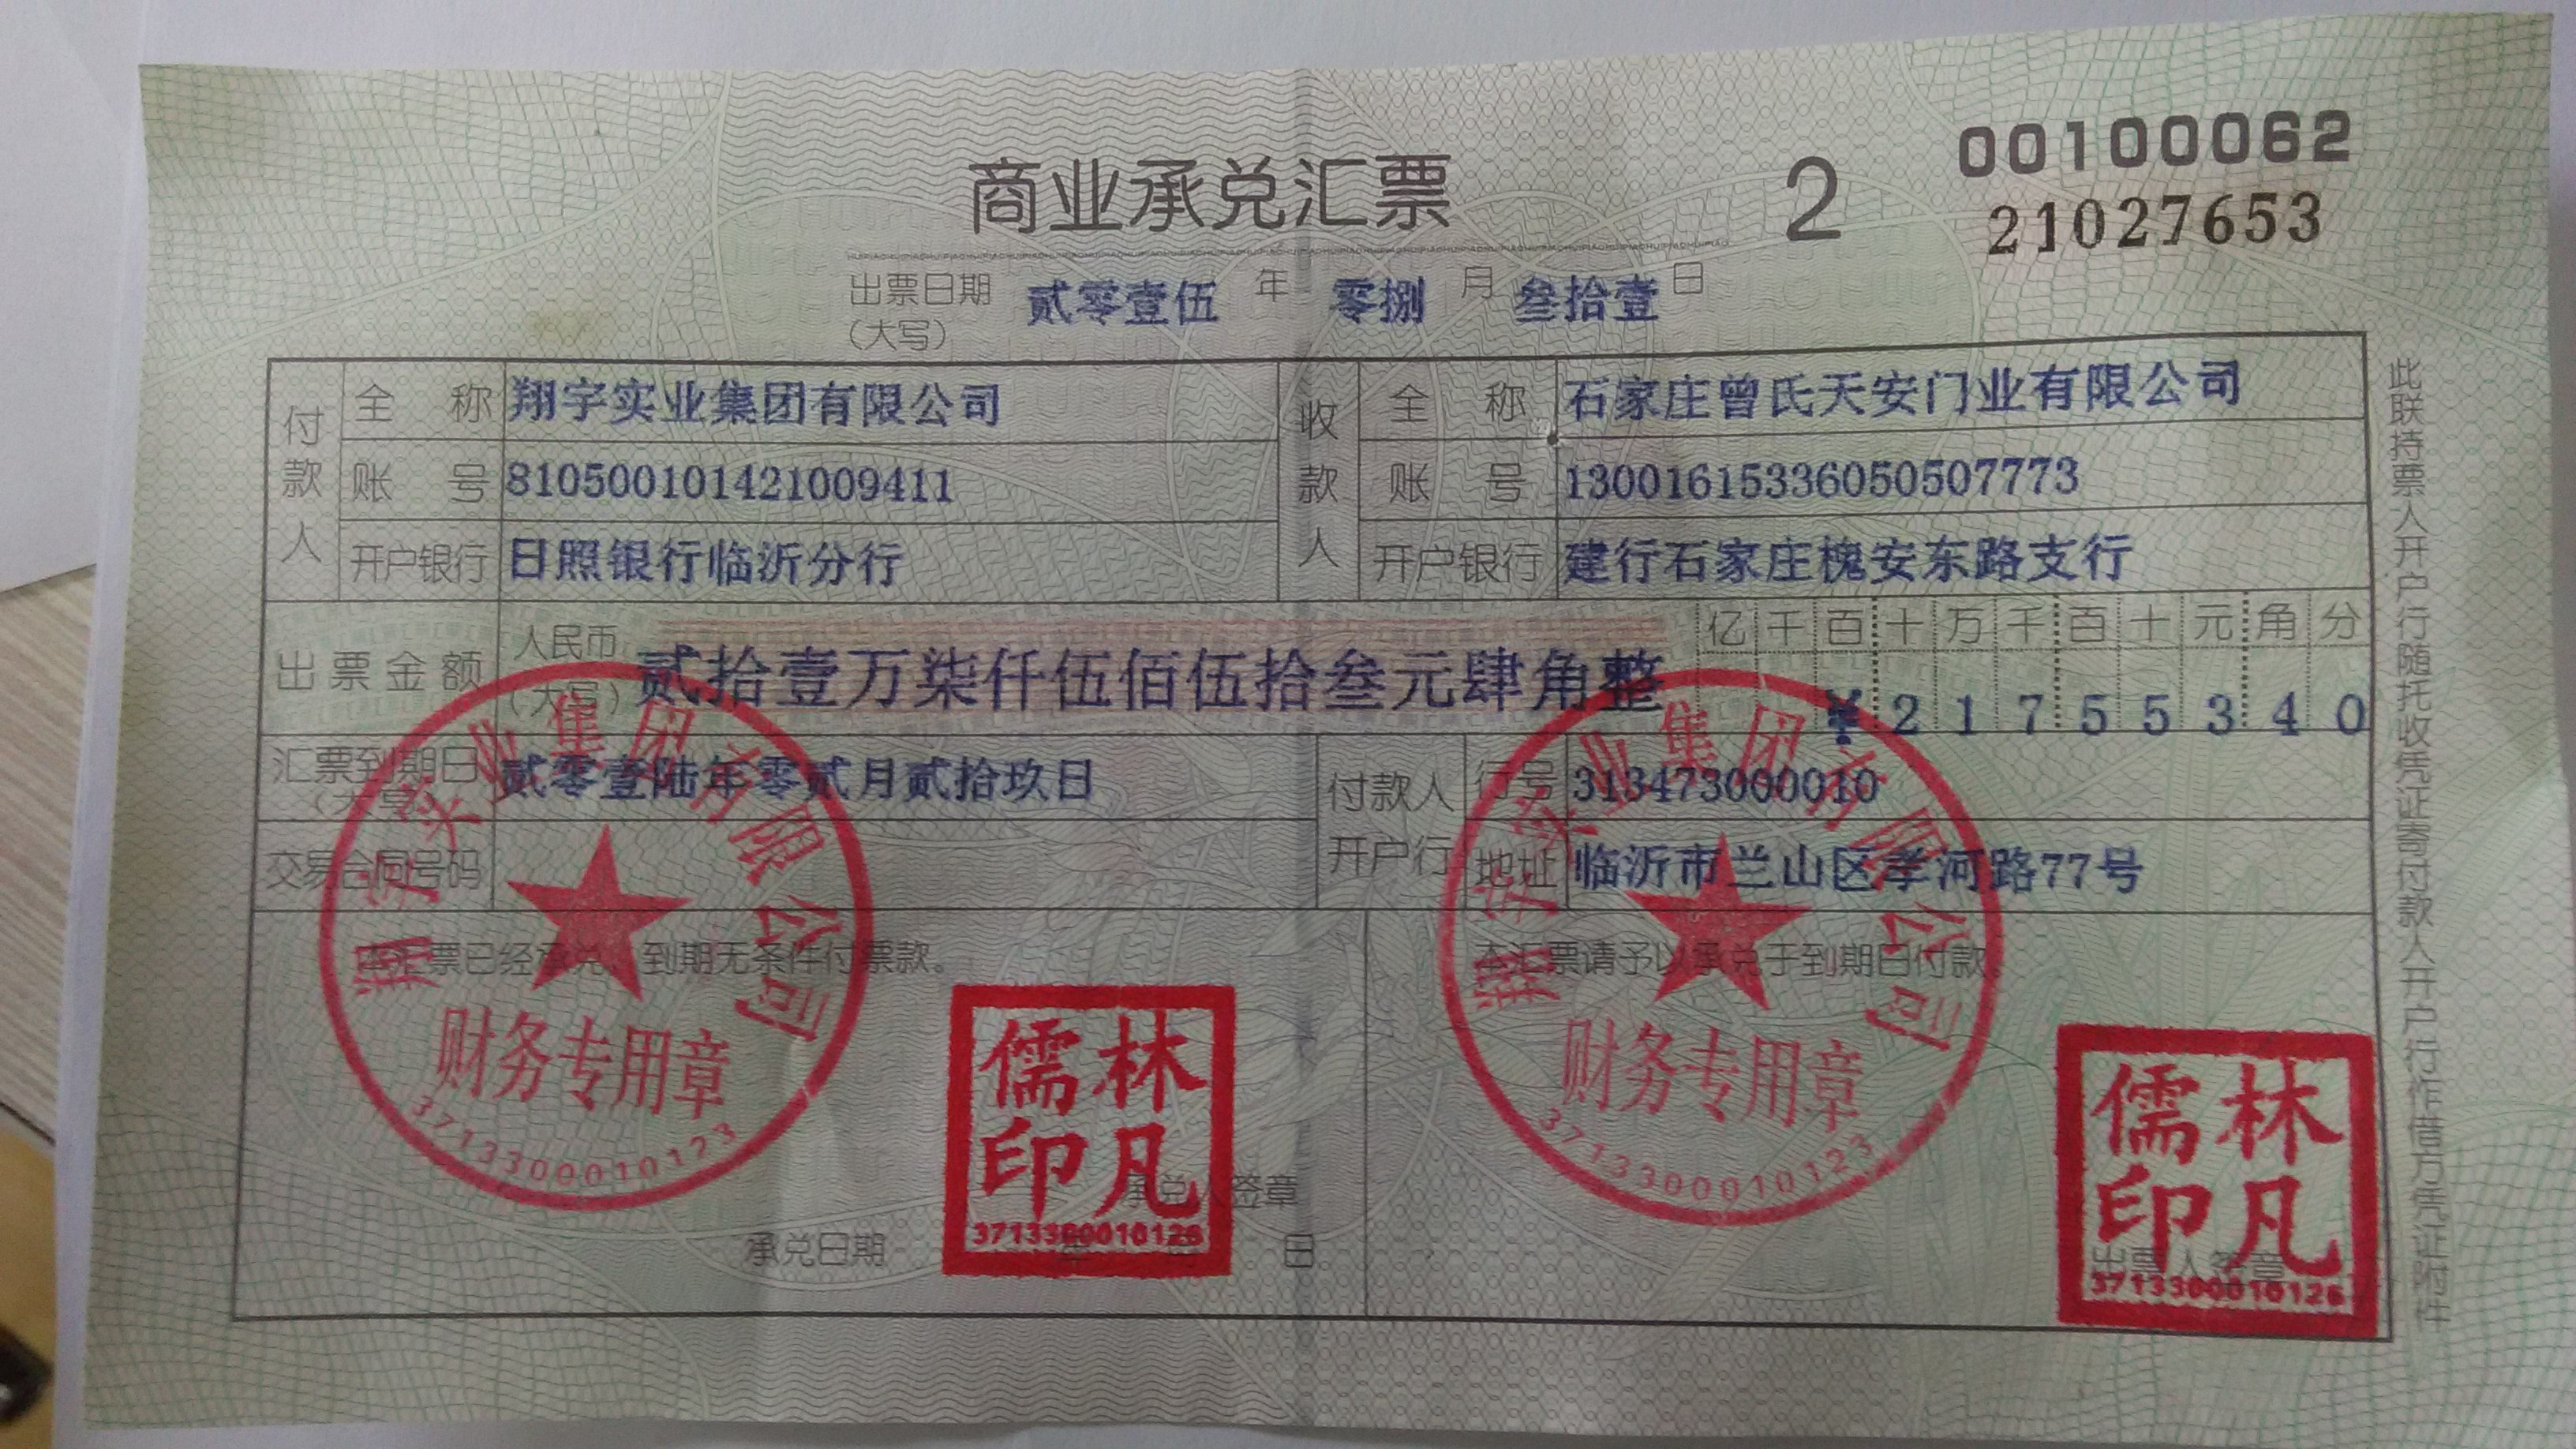 商业承兑汇票 2 00100062
21027653
HUIPIAOHUIPIAOHUIPIAOHUIPIAO
出票日期 贰零壹伍 年 零捌 月 叁拾壹 日
（大写）
付款人 全称 翔宇实业集团有限公司 收款人 全称 石家庄曾氏天安门业有限公司
账号 810500101421009411 账号 13001615336050507773
开户银行 日照银行临沂分行 开户银行 建行石家庄槐安东路支行
出票金额 人民币（大写） 贰拾壹万柒仟伍佰伍拾叁元肆角整 亿 千 百 十 万 千 百 十 元 角 分
¥ 2 1 7 5 5 3 4 0
汇票到期日（大写） 贰零壹陆年零贰月贰拾玖日 付款人开户行 行号 313473000010
交易合同号码 地址 临沂市兰山区孝河路77号
本汇票已经承兑，到期无条件付票款。 本汇票请予以承兑于到期日付款。
承兑人签章
承兑日期 年 月 日 出票人签章
翔宇实业集团有限公司
财务专用章
3713300010123
林凡儒印
3713300010126
翔宇实业集团有限公司
财务专用章
3713300010123
林凡儒印
3713300010126
此联持票人开户行随托收凭证寄付款人开户行作借方凭证附件